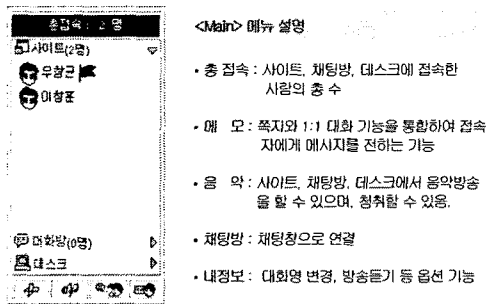 총접속 : 2 명
사이트(2명)
우창균
이창표
대화방(0명)
데스크
<Main> 메뉴 설명
• 총 접속 : 사이트, 채팅방, 데스크에 접속한
사람의 총 수
• 메 모 : 쪽지와 1:1 대화 기능을 통합하여 접속
자에게 메시지를 전하는 기능
• 음 악 : 사이트, 채팅방, 데스크에서 음악방송
을 할 수 있으며, 청취할 수 있음.
• 채팅방 : 채팅창으로 연결
• 내정보 : 대화명 변경, 방송듣기 등 옵션 기능